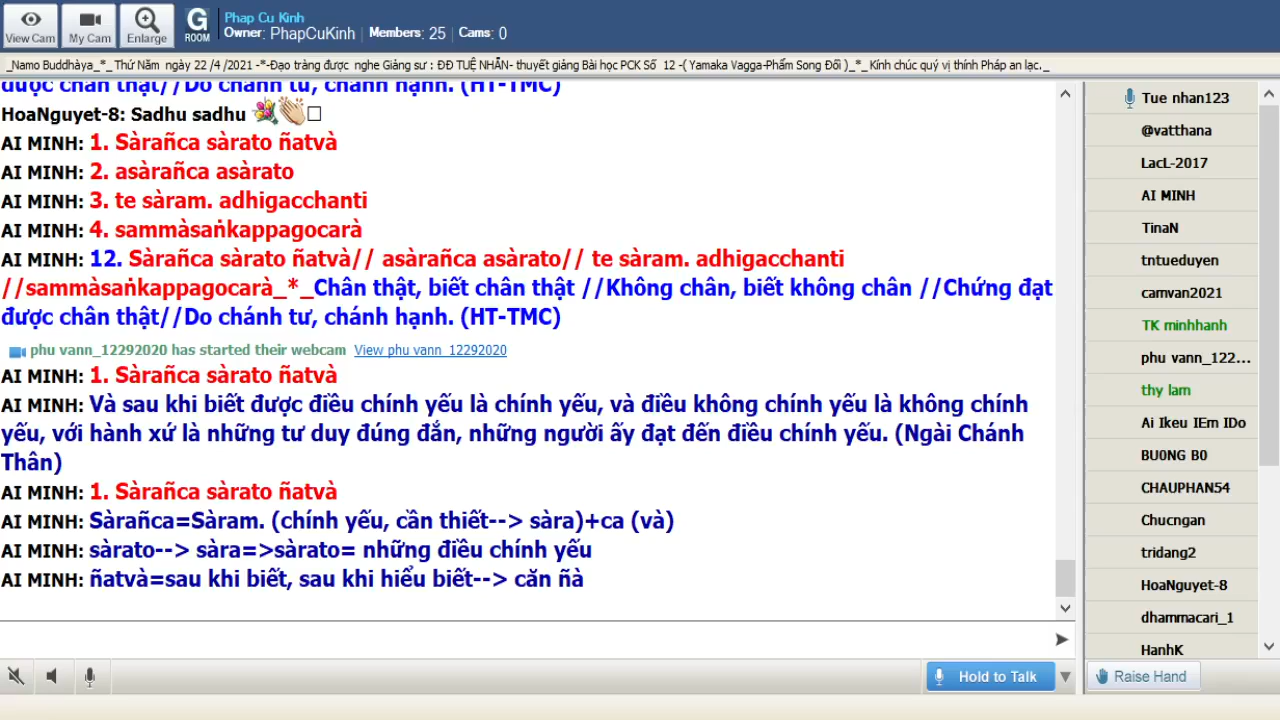 View Cam
My Cam
Enlarge
G
ROOM
Phap Cu Kinh
Owner: PhapCuKinh | Members: 25 | Cams: 0
_Namo Buddhàya_*_ Thứ Năm ngày 22 /4 /2021 -*-Đạo tràng được nghe Giảng sư : ĐĐ TUỆ NHẪN- thuyết giảng Bài học PCK Số 12 -( Yamaka Vagga-Phẩm Song Đối )_*_ Kính chúc quý vị thính Pháp an lạc._
được chân thật//Do chánh tư, chánh hạnh. (HT-TMC)
HoaNguyet-8: Sadhu sadhu
AI MINH: 1. Sàrañca sàrato ñatvà
AI MINH: 2. asàrañca asàrato
AI MINH: 3. te sàram. adhigacchanti
AI MINH: 4. sammàsaṅkappagocarà
AI MINH: 12. Sàrañca sàrato ñatvà// asàrañca asàrato// te sàram. adhigacchanti
//sammàsaṅkappagocarà_*_Chân thật, biết chân thật //Không chân, biết không chân //Chứng đạt
được chân thật//Do chánh tư, chánh hạnh. (HT-TMC)
phu vann_12292020 has started their webcam View phu vann_12292020
AI MINH: 1. Sàrañca sàrato ñatvà
AI MINH: Và sau khi biết được điều chính yếu là chính yếu, và điều không chính yếu là không chính
yếu, với hành xứ là những tư duy đúng đắn, những người ấy đạt đến điều chính yếu. (Ngài Chánh
Thân)
AI MINH: 1. Sàrañca sàrato ñatvà
AI MINH: Sàrañca=Sàram. (chính yếu, cần thiết--> sàra)+ca (và)
AI MINH: sàrato--> sàra=>sàrato= những điều chính yếu
AI MINH: ñatvà=sau khi biết, sau khi hiểu biết--> căn ñà
Tue nhan123
@vatthana
LacL-2017
AI MINH
TinaN
tntueduyen
camvan2021
TK minhhanh
phu vann_122...
thy lam
Ai Ikeu IEm IDo
BU0NG B0
CHAUPHAN54
Chucngan
tridang2
HoaNguyet-8
dhammacari_1
HanhK
Hold to Talk
Raise Hand